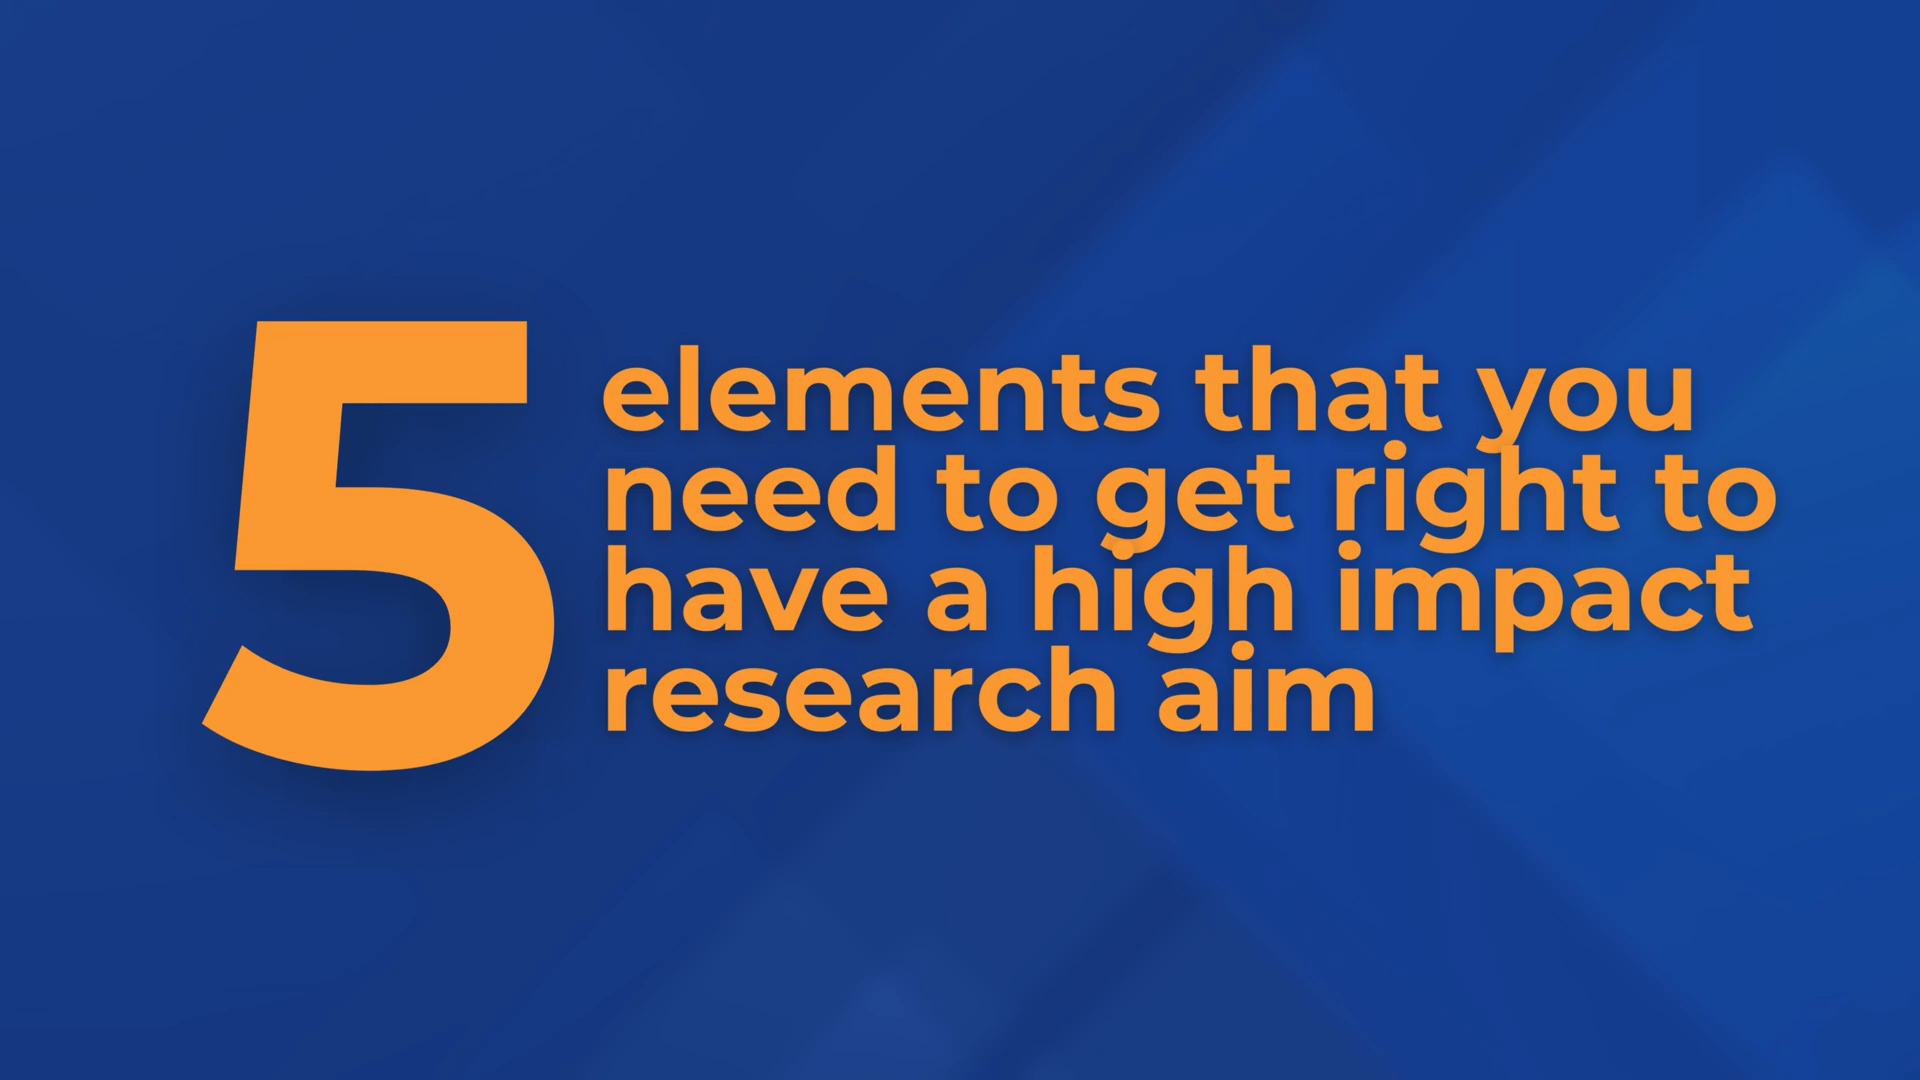 5
elements that you
need to get right to
have a high impact
research aim